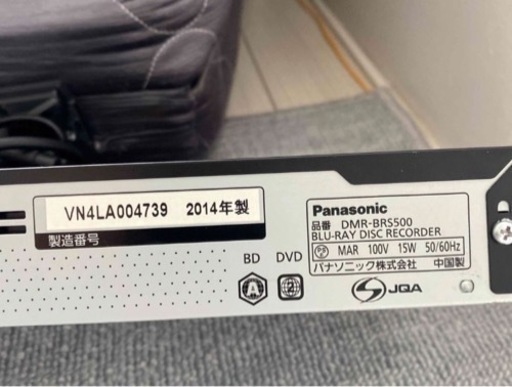 VN4LA004739 2014年製
製造番号
BD DVD
A 2
Panasonic
品番 DMR-BRS500
BLU-RAY DISC RECORDER
MAR 100V 15W 50/60Hz
パナソニック株式会社 中国製
JQA